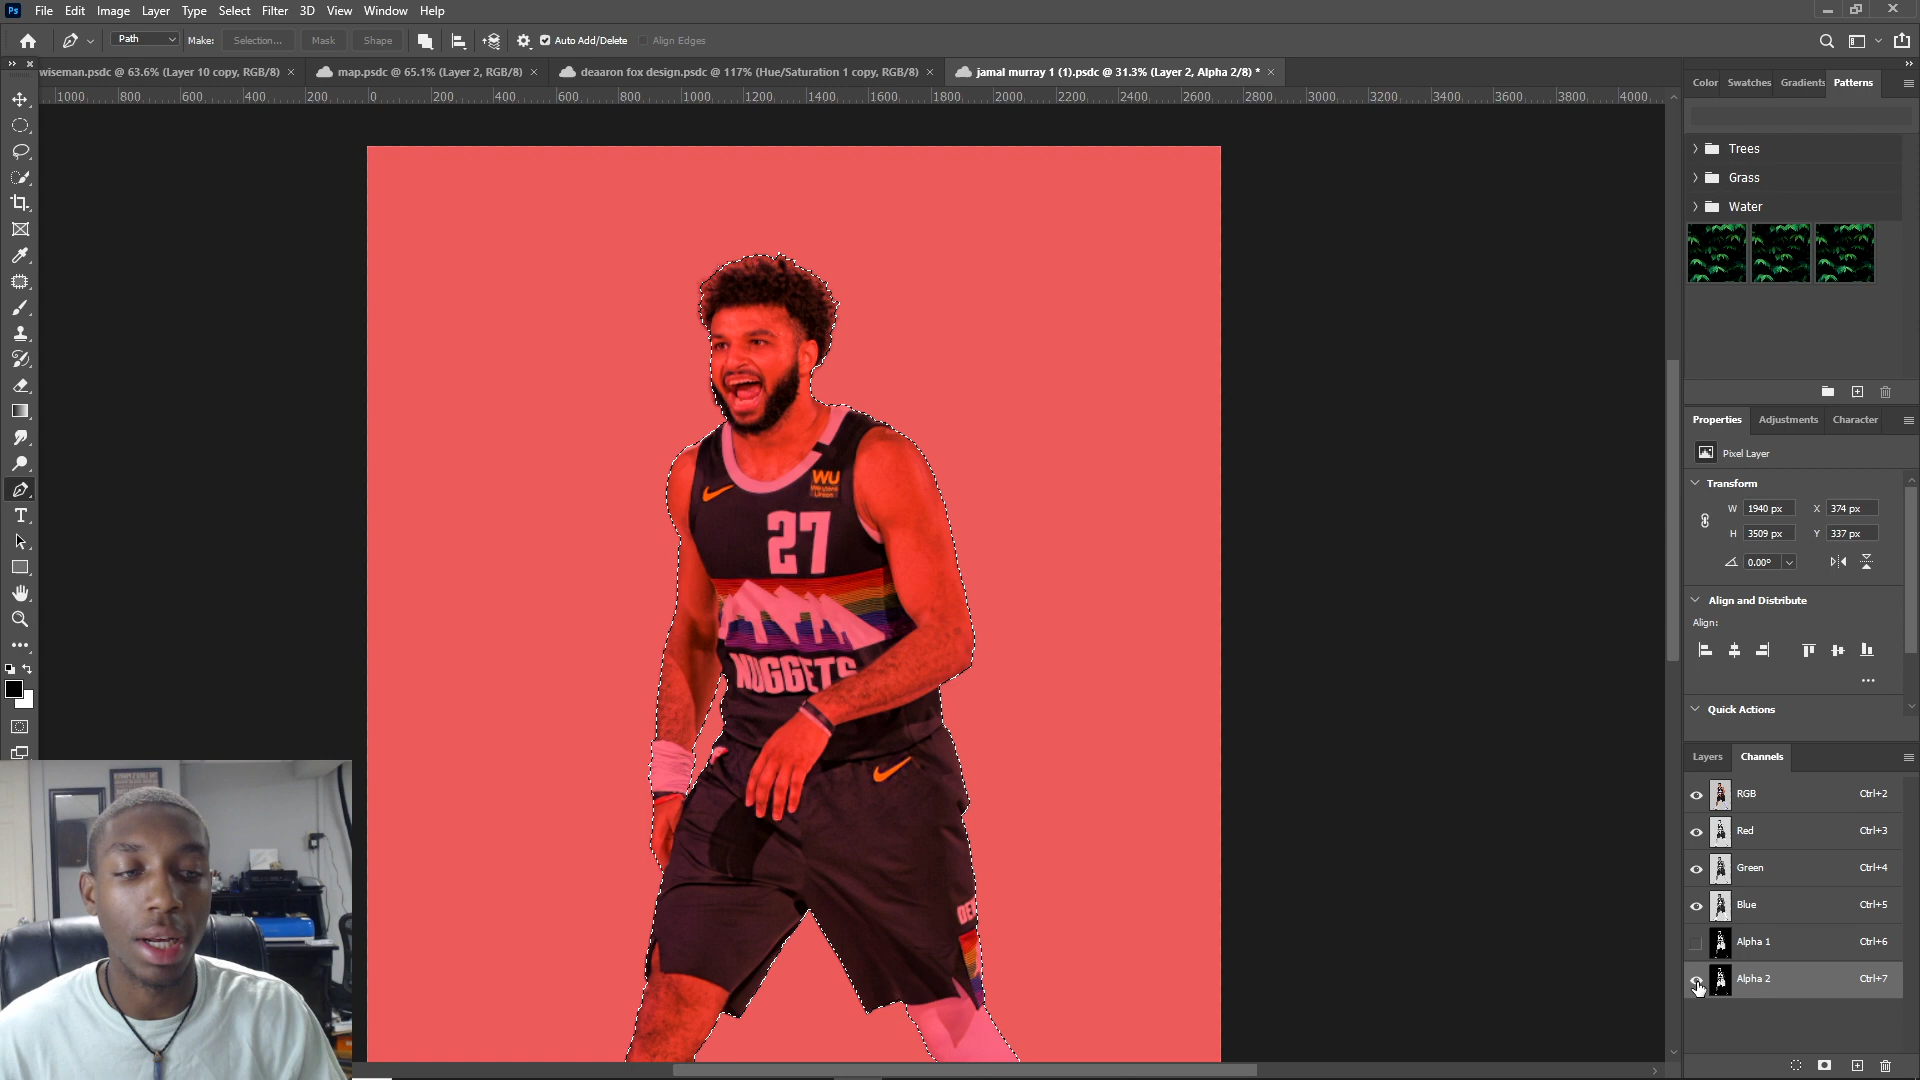 Ps File Edit Image Layer Type Select Filter 3D View Window Help
Path Make: Selection... Mask Shape Auto Add/Delete Align Edges
wiseman.psdc @ 63.6% (Layer 10 copy, RGB/8) × map.psdc @ 65.1% (Layer 2, RGB/8) × deaaron fox design.psdc @ 117% (Hue/Saturation 1 copy, RGB/8) × jamal murray 1 (1).psdc @ 31.3% (Layer 2, Alpha 2/8) * ×
1000 800 600 400 200 0 200 400 600 800 1000 1200 1400 1600 1800 2000 2200 2400 2600 2800 3000 3200 3400 3600 3800 4000
Color Swatches Gradients Patterns
Trees
Grass
Water
Properties Adjustments Character
Pixel Layer
Transform
W 1940 px X 374 px
H 3509 px Y 337 px
0.00°
Align and Distribute
Align:
Quick Actions
Layers Channels
RGB Ctrl+2
Red Ctrl+3
Green Ctrl+4
Blue Ctrl+5
Alpha 1 Ctrl+6
Alpha 2 Ctrl+7
WU
Western
Union
27
NUGGETS
DEN